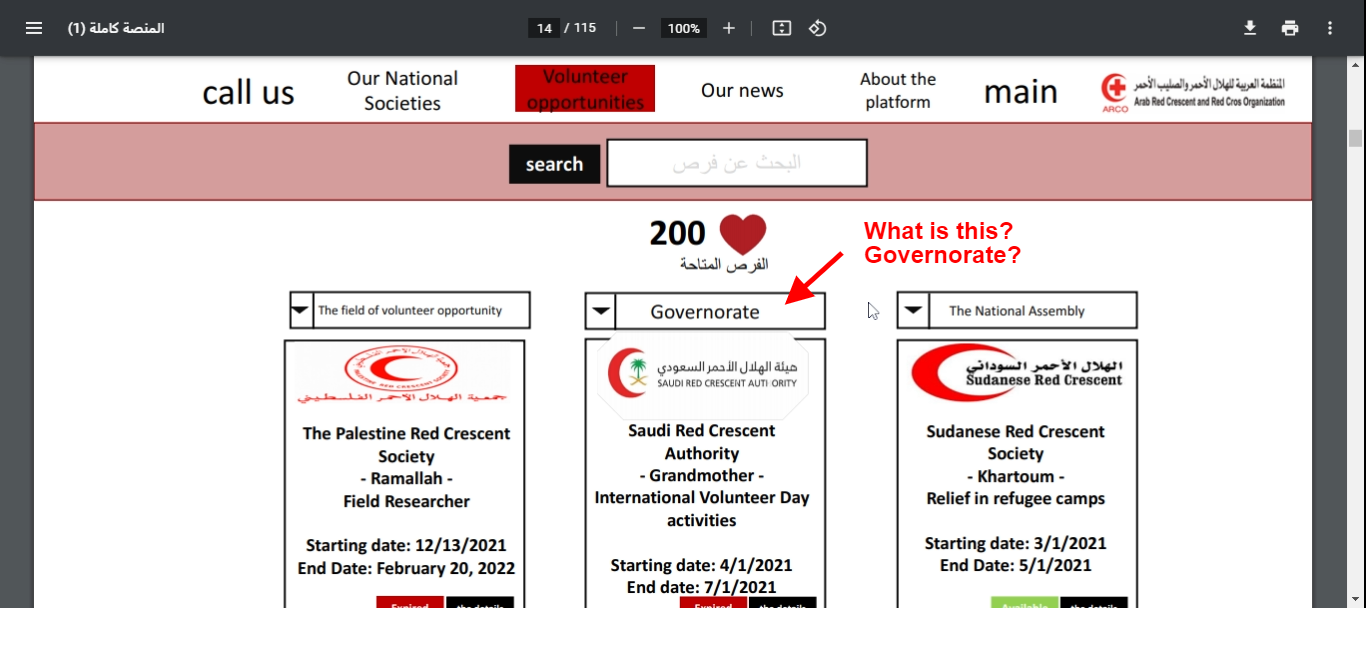 المنصة كاملة (1)
14 / 115
100%
call us
Our National
Societies
Volunteer
opportunities
Our news
About the
platform
main
ARCO
المنظمة العربية للهلال الأحمر والصليب الأحمر
Arab Red Crescent and Red Cros Organization
search
البحث عن فرص
200
الفرص المتاحة
What is this?
Governorate?
The field of volunteer opportunity
Governorate
The National Assembly
جمعية الهلال الأحمر الفلسطيني
The Palestine Red Crescent
Society
- Ramallah -
Field Researcher
Starting date: 12/13/2021
End Date: February 20, 2022
Expired
the details
هيئة الهلال الأحمر السعودي
SAUDI RED CRESCENT AUTI ORITY
Saudi Red Crescent
Authority
- Grandmother -
International Volunteer Day
activities
Starting date: 4/1/2021
End date: 7/1/2021
Expired
the details
الهلال الأحمر السوداني
Sudanese Red Crescent
Sudanese Red Crescent
Society
- Khartoum -
Relief in refugee camps
Starting date: 3/1/2021
End Date: 5/1/2021
Available
the details